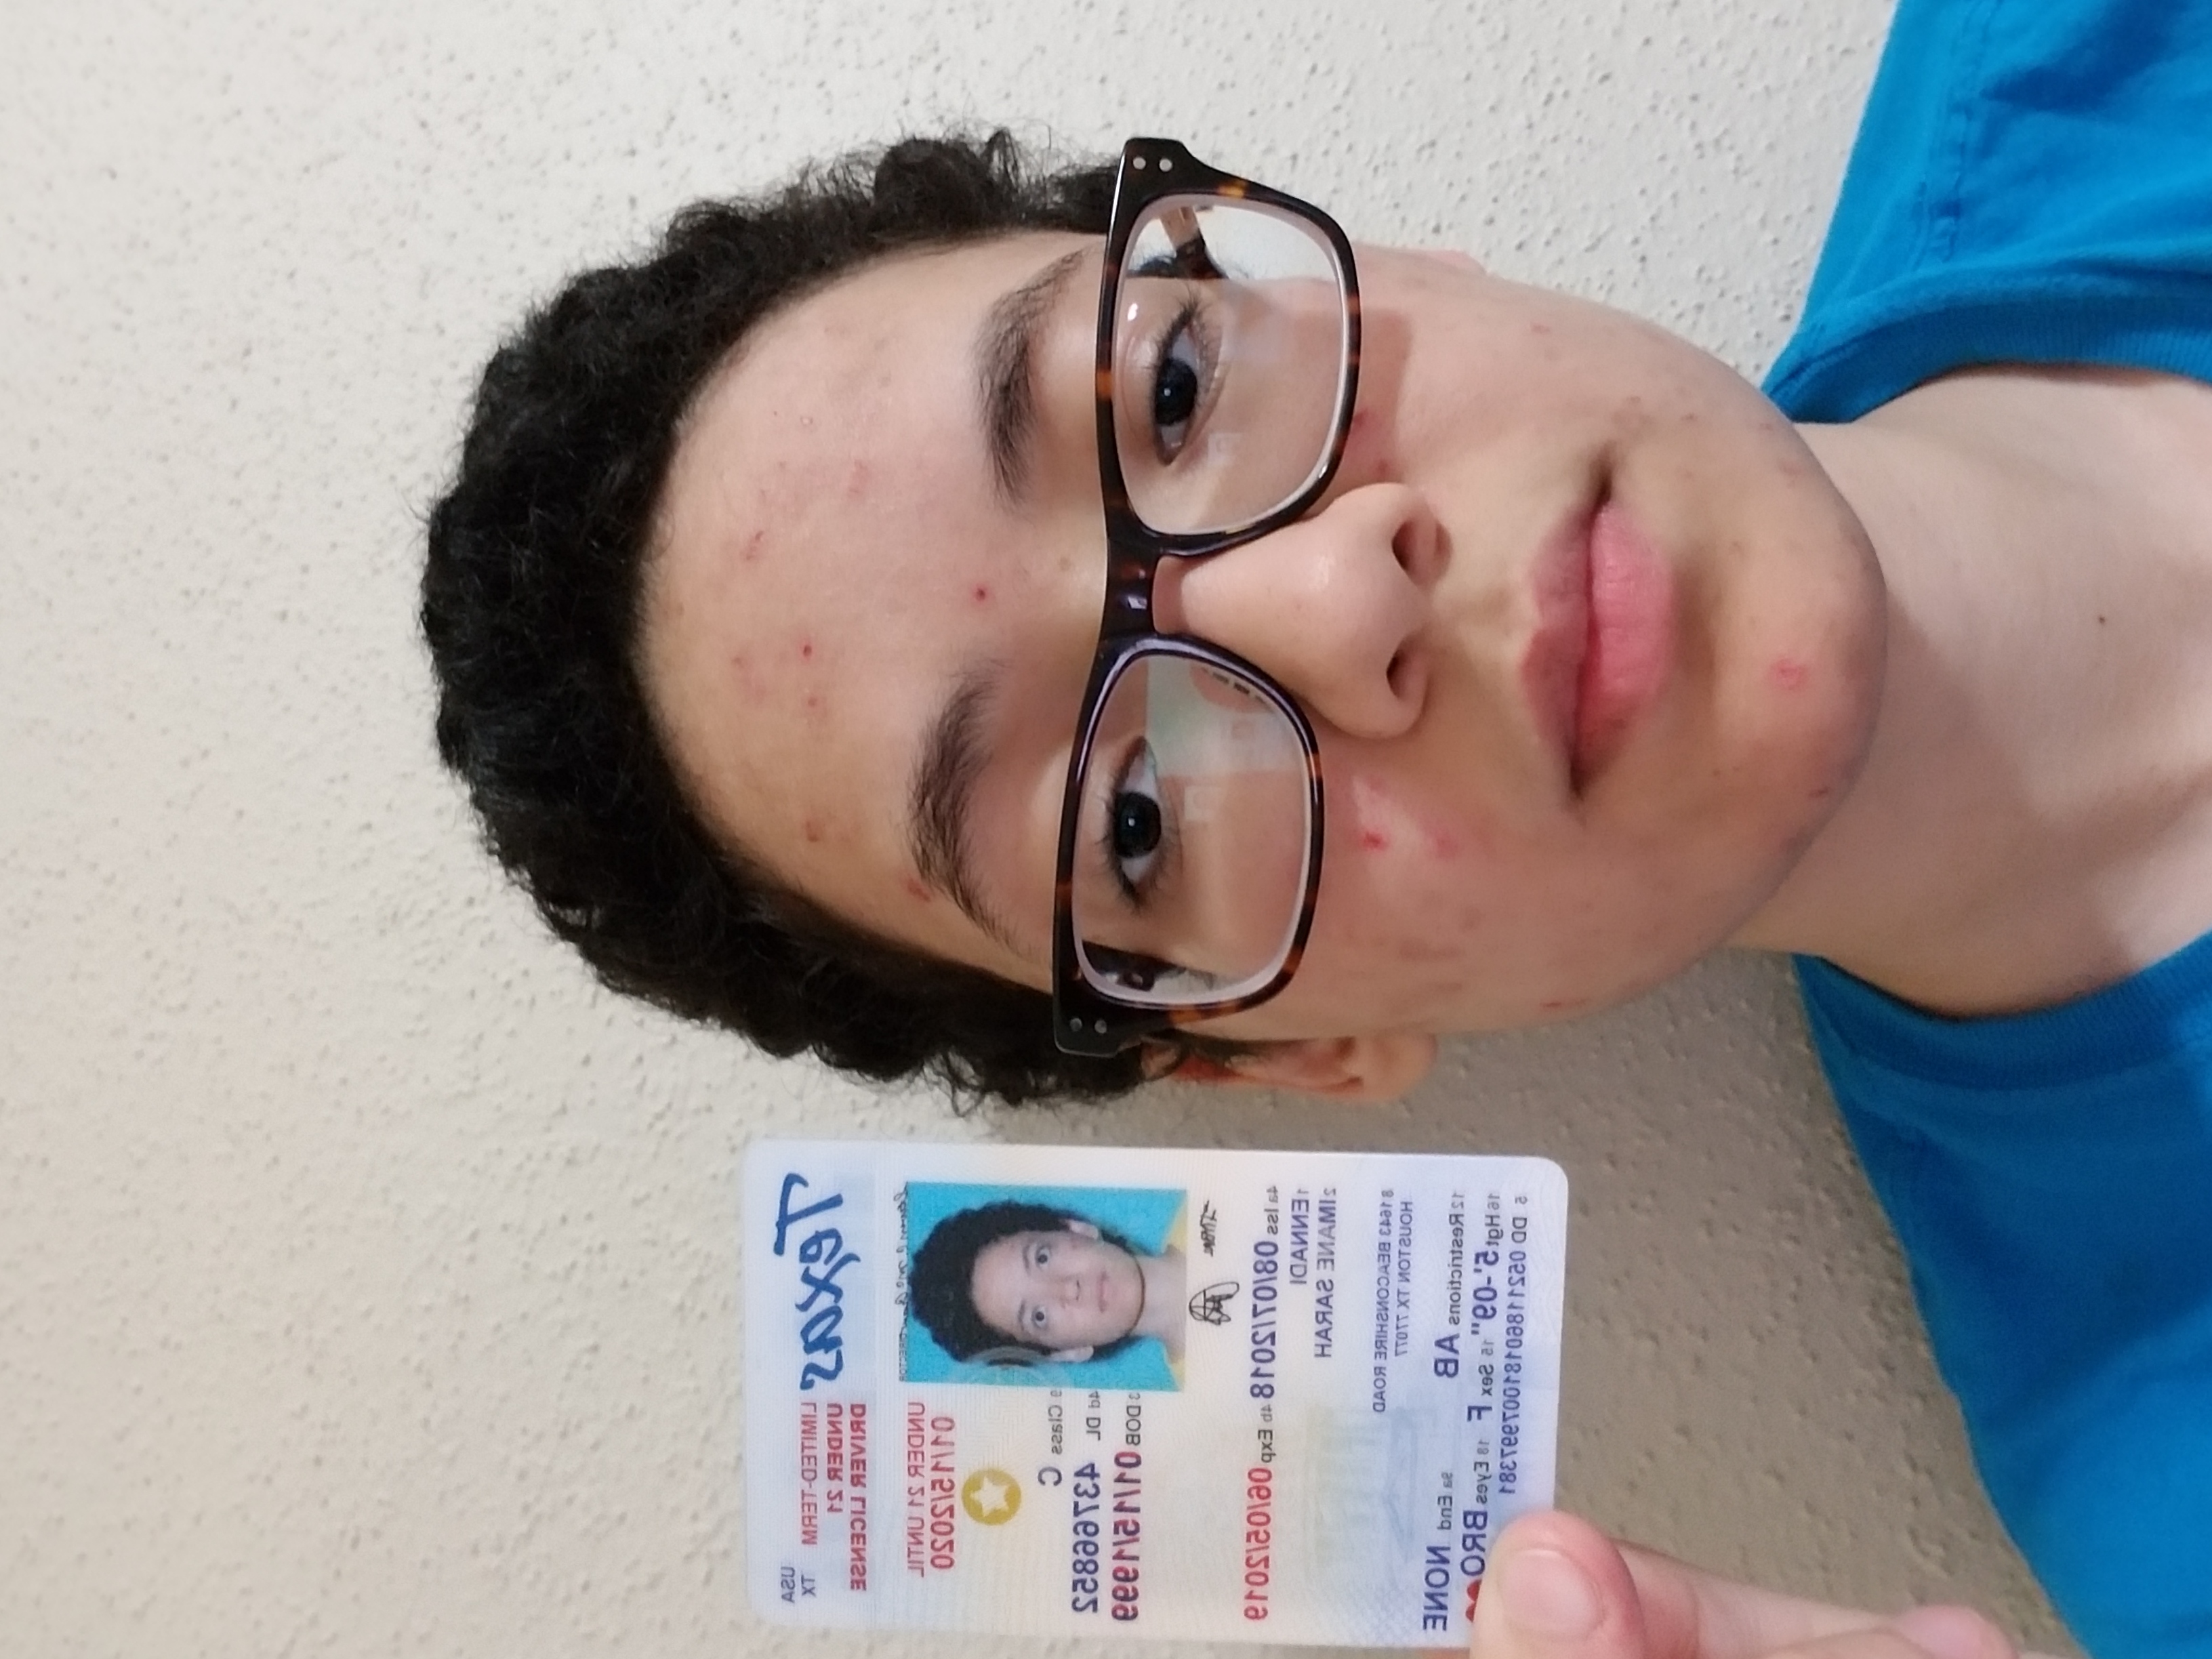 Texas
USA
TX
LIMITED-TERM
UNDER 21
DRIVER LICENSE
DIRECTOR
UNDER 21 UNTIL
01/15/2020
9 Class C
4d DL 43766852
3 DOB 01/15/1999
4a Iss 08/07/2018 4b Exp 06/05/2019
1 ENNADI
2 IMANE SARAH
8 1643 BEACONSHIRE ROAD
HOUSTON TX 77077
12 Restrictions AB 9a End NONE
16 Hgt 5'-09" 15 Sex F 18 Eyes BRO
5 DD 05211860181007997381